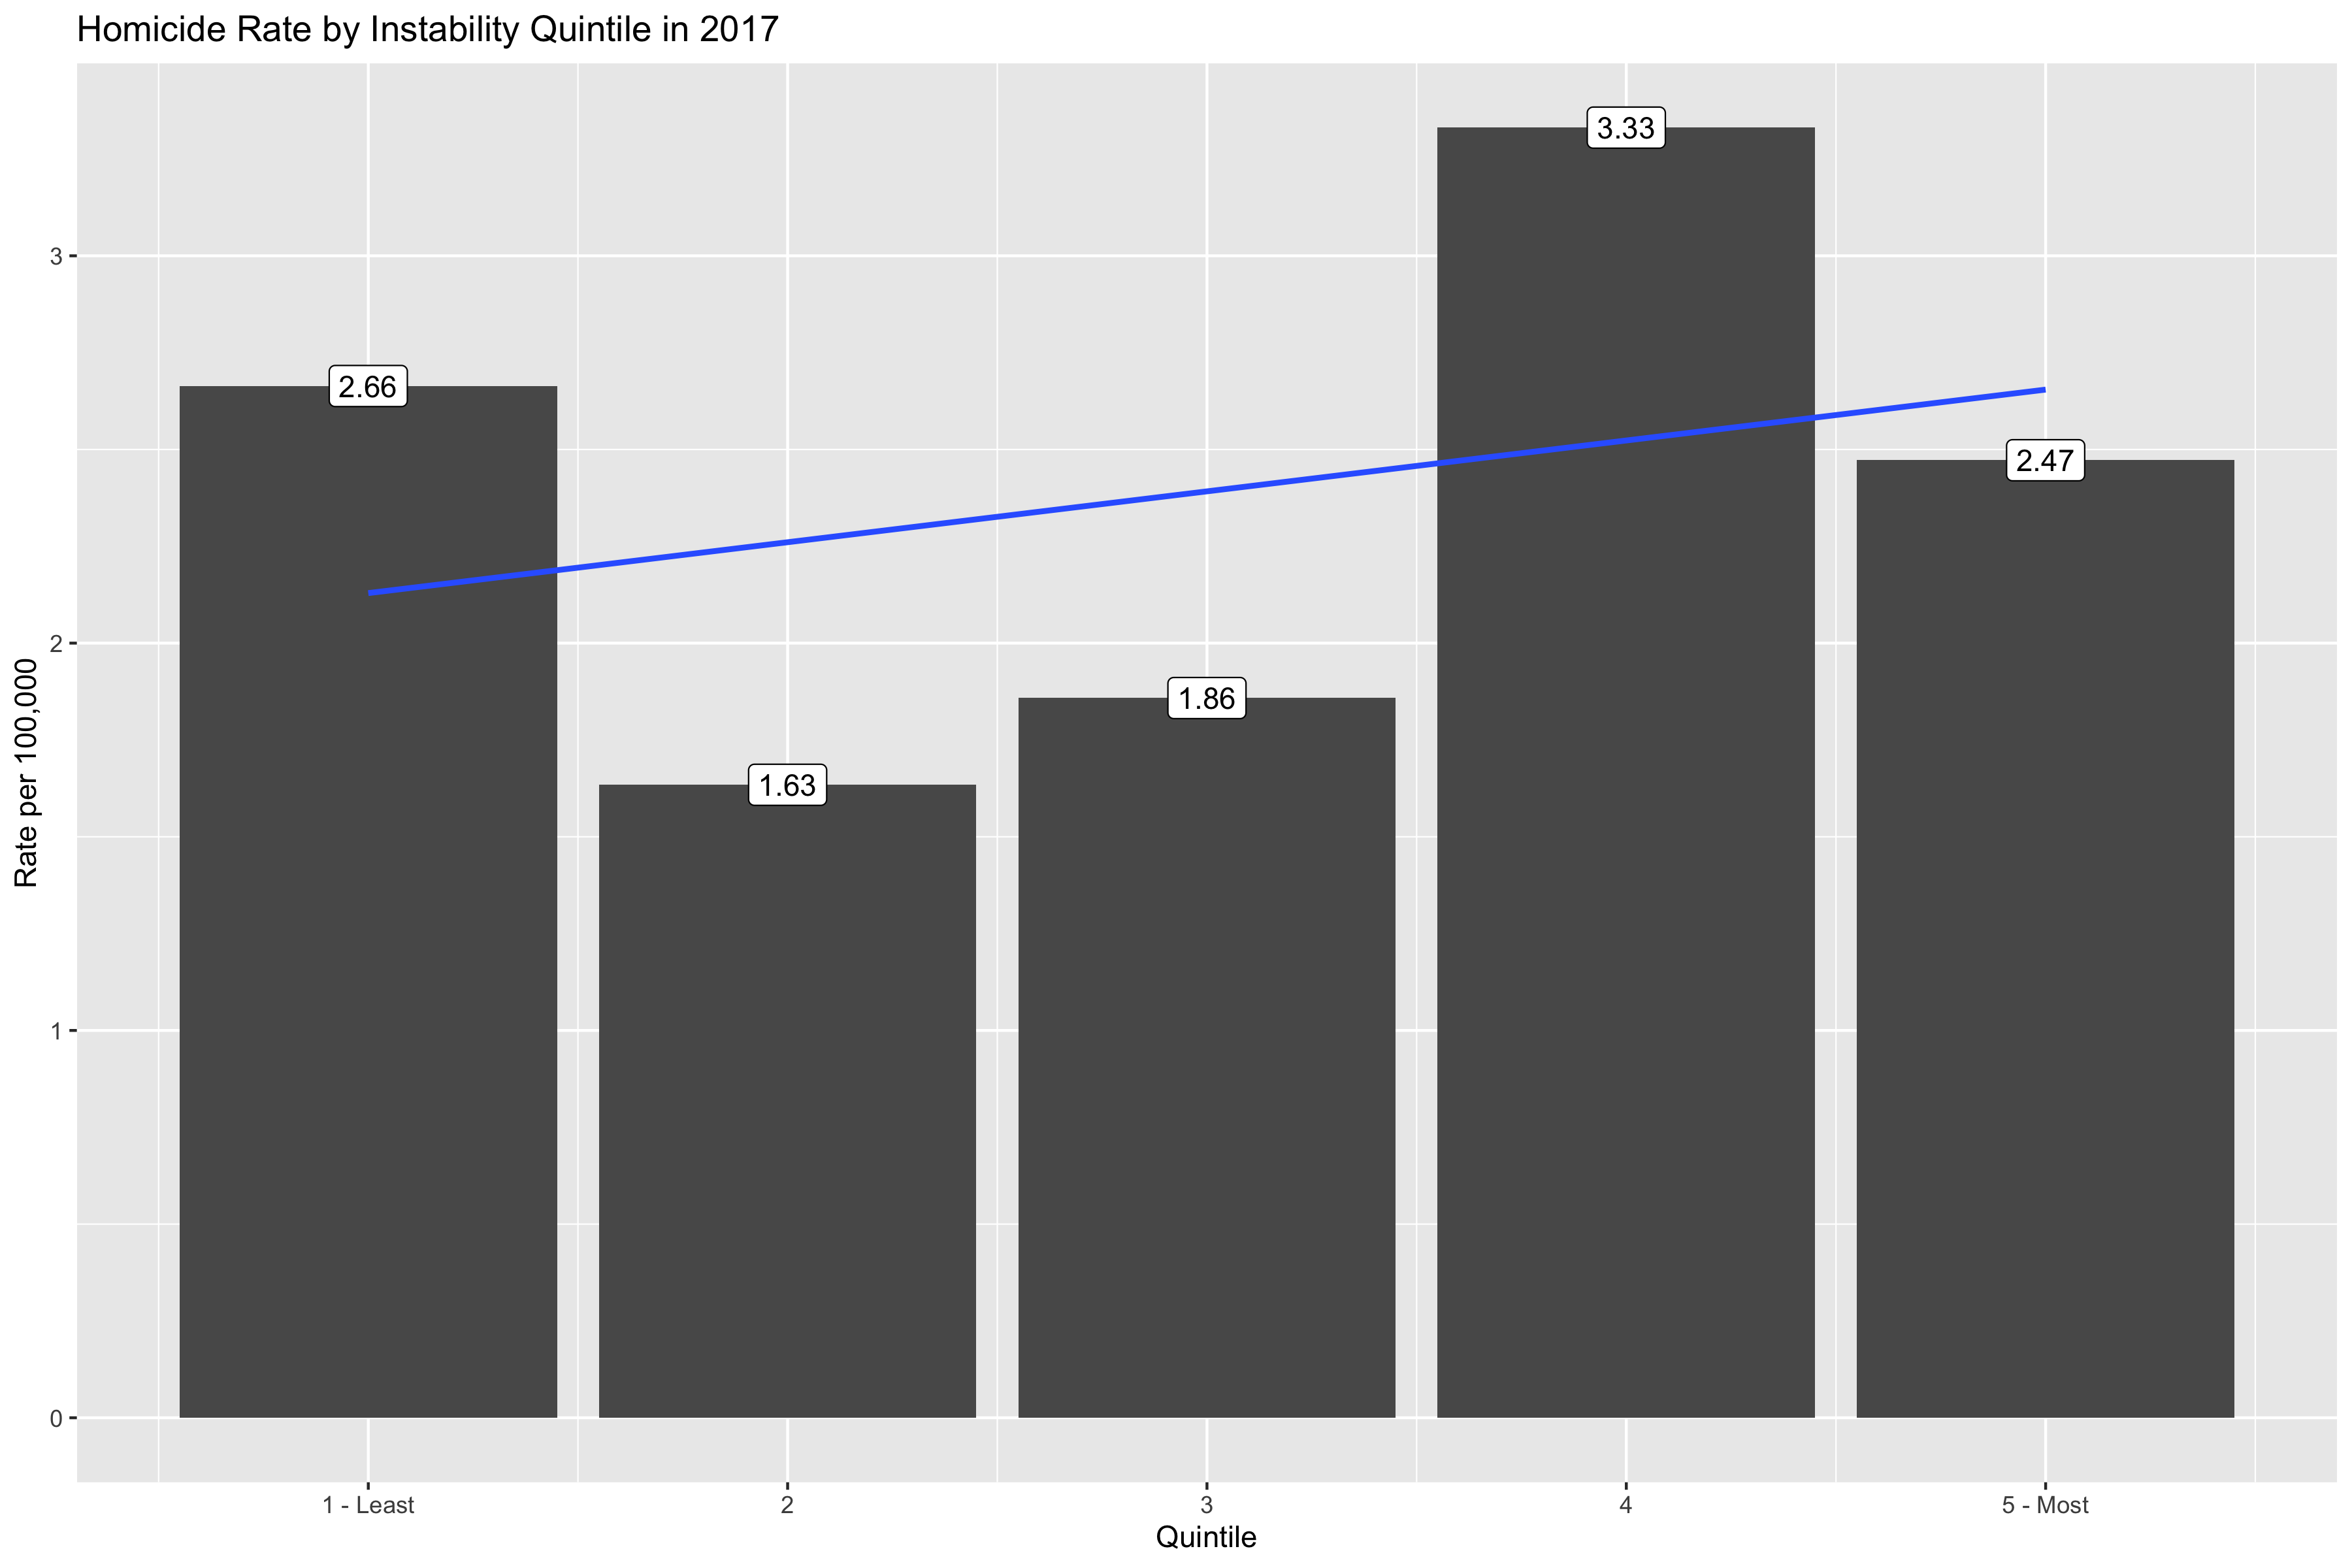 Homicide Rate by Instability Quintile in 2017
Rate per 100,000
3
2
1
0
2.66
1.63
1.86
3.33
2.47
1 - Least
2
3
4
5 - Most
Quintile